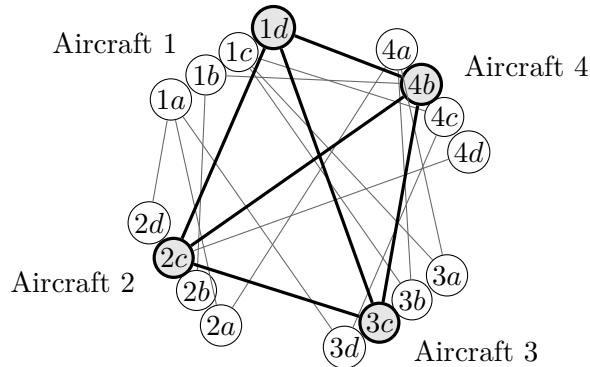 1d
Aircraft 1
1c
4a
1b
4b
Aircraft 4
1a
4c
4d
2d
2c
Aircraft 2
2b
3a
3b
2a
3c
3d
Aircraft 3